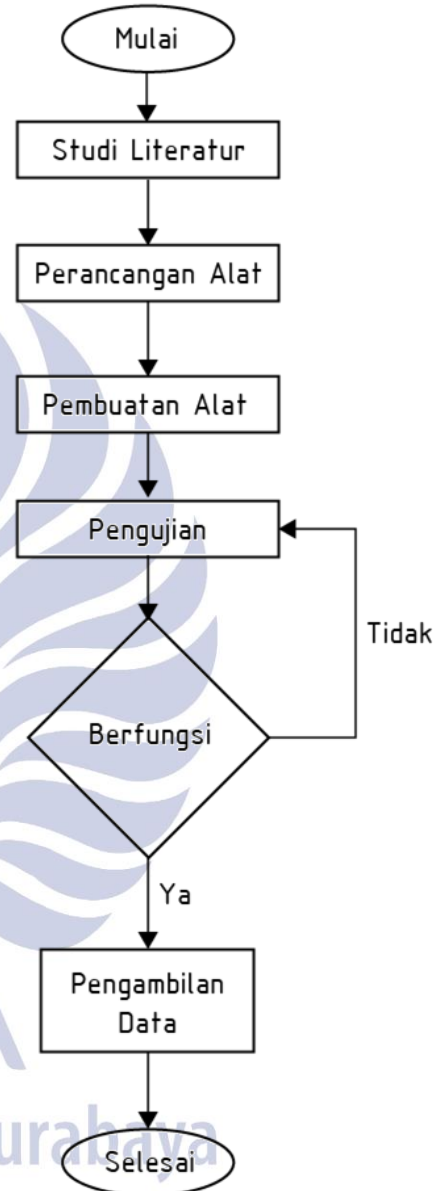 Mulai
Studi Literatur
Perancangan Alat
Pembuatan Alat
Pengujian
Tidak
Berfungsi
Ya
Pengambilan
Data
urabaya
Selesai